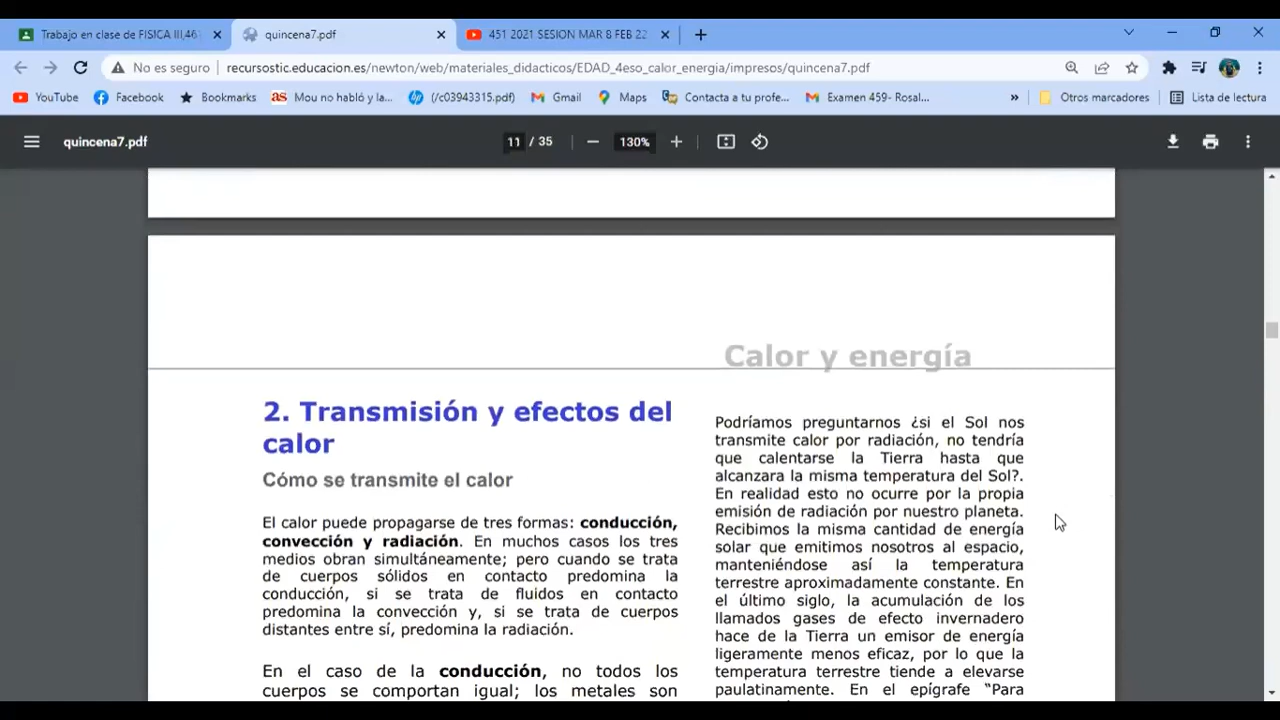 Trabajo en clase de FISICA III,46
quincena7.pdf
451 2021 SESION MAR 8 FEB 22
No es seguro
recursostic.educacion.es/newton/web/materiales_didacticos/EDAD_4eso_calor_energia/impresos/quincena7.pdf
YouTube
Facebook
Bookmarks
Mou no habló y la...
(/c03943315.pdf)
Gmail
Maps
Contacta a tu profe...
Examen 459- Rosal...
»
Otros marcadores
Lista de lectura
quincena7.pdf
11 / 35
130%
Calor y energía
2. Transmisión y efectos del
calor
Cómo se transmite el calor
El calor puede propagarse de tres formas: conducción,
convección y radiación. En muchos casos los tres
medios obran simultáneamente; pero cuando se trata
de cuerpos sólidos en contacto predomina la
conducción, si se trata de fluidos en contacto
predomina la convección y, si se trata de cuerpos
distantes entre sí, predomina la radiación.
En el caso de la conducción, no todos los
cuerpos se comportan igual; los metales son
Podríamos preguntarnos ¿si el Sol nos
transmite calor por radiación, no tendría
que calentarse la Tierra hasta que
alcanzara la misma temperatura del Sol?.
En realidad esto no ocurre por la propia
emisión de radiación por nuestro planeta.
Recibimos la misma cantidad de energía
solar que emitimos nosotros al espacio,
manteniéndose así la temperatura
terrestre aproximadamente constante. En
el último siglo, la acumulación de los
llamados gases de efecto invernadero
hace de la Tierra un emisor de energía
ligeramente menos eficaz, por lo que la
temperatura terrestre tiende a elevarse
paulatinamente. En el epígrafe "Para